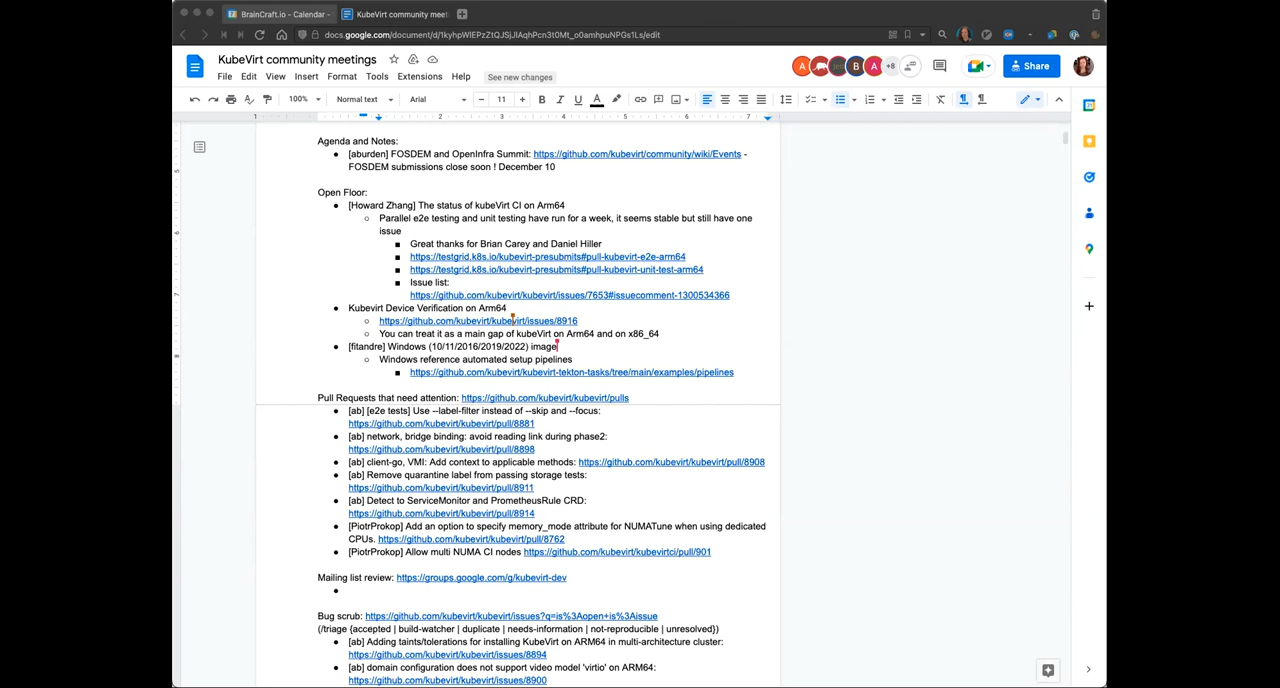 BrainCraft.io - Calendar -
KubeVirt community meet
docs.google.com/document/d/1kyhpWlEPzZtQJSjJlAqhPcn3t0Mt_o0amhpuNPGs1Ls/edit
KubeVirt community meetings
File Edit View Insert Format Tools Extensions Help See new changes
A B A +8 Share
100% Normal text Arial 11 B I U A
1 2 3 4 5 6 7
Agenda and Notes:
[aburden] FOSDEM and OpenInfra Summit: https://github.com/kubevirt/community/wiki/Events -
FOSDEM submissions close soon ! December 10
Open Floor:
[Howard Zhang] The status of kubeVirt CI on Arm64
Parallel e2e testing and unit testing have run for a week, it seems stable but still have one
issue
Great thanks for Brian Carey and Daniel Hiller
https://testgrid.k8s.io/kubevirt-presubmits#pull-kubevirt-e2e-arm64
https://testgrid.k8s.io/kubevirt-presubmits#pull-kubevirt-unit-test-arm64
Issue list:
https://github.com/kubevirt/kubevirt/issues/7653#issuecomment-1300534366
Kubevirt Device Verification on Arm64
https://github.com/kubevirt/kubevirt/issues/8916
You can treat it as a main gap of kubeVirt on Arm64 and on x86_64
[fitandre] Windows (10/11/2016/2019/2022) image
Windows reference automated setup pipelines
https://github.com/kubevirt/kubevirt-tekton-tasks/tree/main/examples/pipelines
Pull Requests that need attention: https://github.com/kubevirt/kubevirt/pulls
[ab] [e2e tests] Use --label-filter instead of --skip and --focus:
https://github.com/kubevirt/kubevirt/pull/8881
[ab] network, bridge binding: avoid reading link during phase2:
https://github.com/kubevirt/kubevirt/pull/8898
[ab] client-go, VMI: Add context to applicable methods: https://github.com/kubevirt/kubevirt/pull/8908
[ab] Remove quarantine label from passing storage tests:
https://github.com/kubevirt/kubevirt/pull/8911
[ab] Detect to ServiceMonitor and PrometheusRule CRD:
https://github.com/kubevirt/kubevirt/pull/8914
[PiotrProkop] Add an option to specify memory_mode attribute for NUMATune when using dedicated
CPUs. https://github.com/kubevirt/kubevirt/pull/8762
[PiotrProkop] Allow multi NUMA CI nodes https://github.com/kubevirt/kubevirtci/pull/901
Mailing list review: https://groups.google.com/g/kubevirt-dev
Bug scrub: https://github.com/kubevirt/kubevirt/issues?q=is%3Aopen+is%3Aissue
(/triage {accepted | build-watcher | duplicate | needs-information | not-reproducible | unresolved})
[ab] Adding taints/tolerations for installing KubeVirt on ARM64 in multi-architecture cluster:
https://github.com/kubevirt/kubevirt/issues/8894
[ab] domain configuration does not support video model 'virtio' on ARM64:
https://github.com/kubevirt/kubevirt/issues/8900